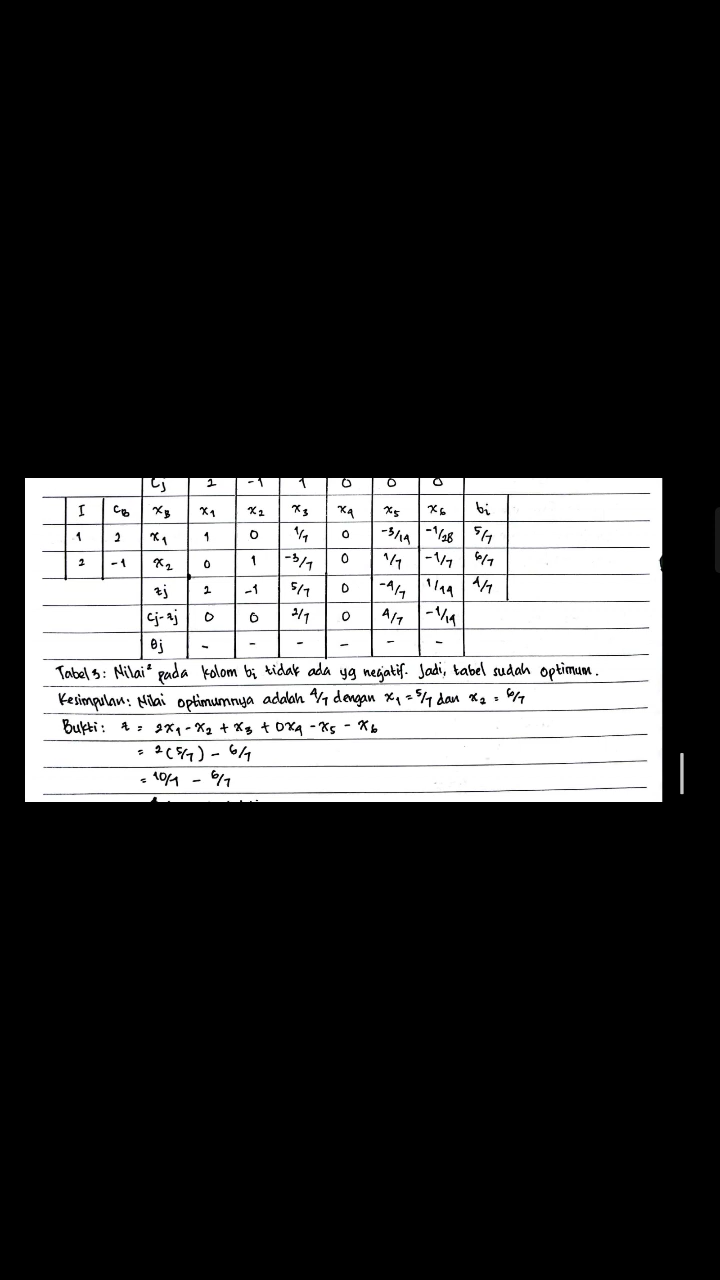 Cj 2 -1 1 0 0 0
I CB XB x1 x2 x3 x4 x5 x6 bi
1 2 x1 1 0 1/7 0 -3/14 -1/28 5/7
2 -1 x2 0 1 -3/7 0 1/7 -1/7 6/7
zj 2 -1 5/7 0 -4/7 1/14 4/7
Cj-zj 0 0 2/7 0 4/7 -1/14
θj - - - - - -
Tabel 3: Nilai² pada kolom bi tidak ada yg negatif. Jadi, tabel sudah optimum.
Kesimpulan: Nilai optimumnya adalah 4/7 dengan x1 = 5/7 dan x2 = 6/7
Bukti: z = 2x1 - x2 + x3 + 0x4 - x5 - x6
= 2(5/7) - 6/7
= 10/7 - 6/7